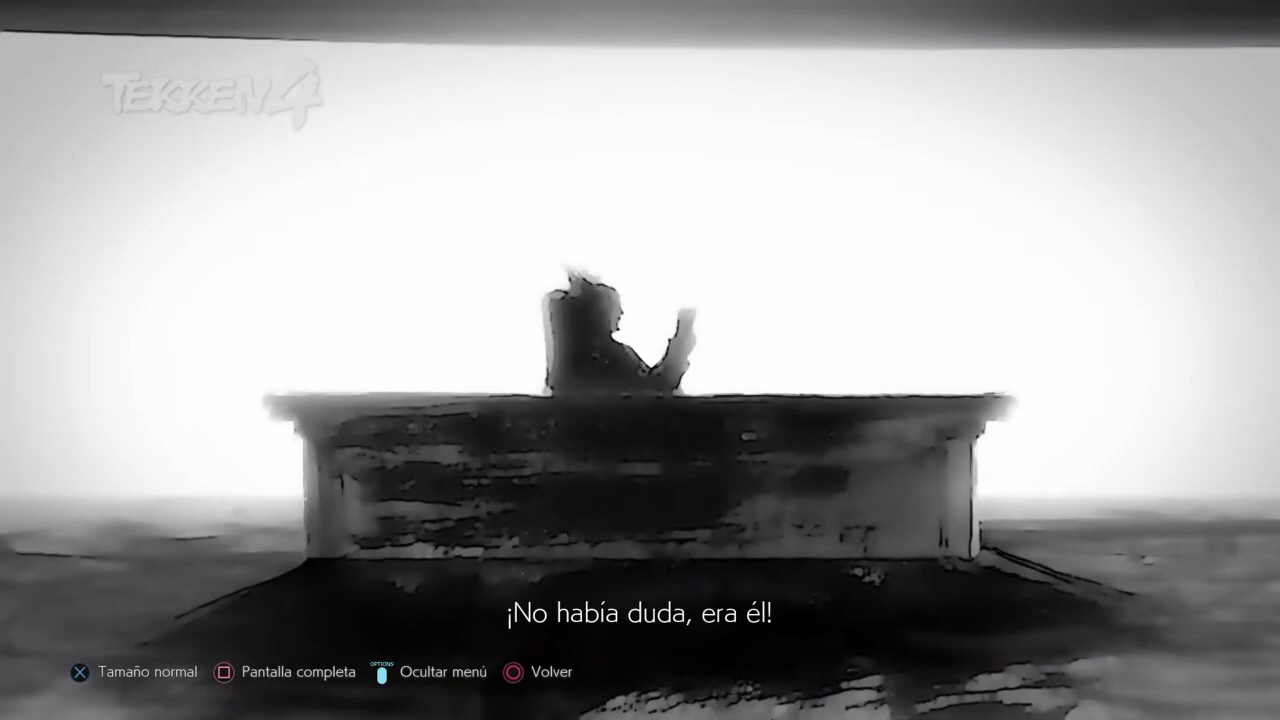 TEKKEN 4
¡No había duda, era él!
OPTIONS
Tamaño normal Pantalla completa Ocultar menú Volver